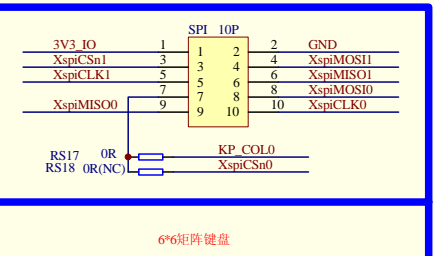 SPI 10P
3V3_IO 1 1 2 2 GND
XspiCSn1 3 3 4 4 XspiMOSI1
XspiCLK1 5 5 6 6 XspiMISO1
7 7 8 8 XspiMOSI0
XspiMISO0 9 9 10 10 XspiCLK0
RS17 0R KP_COL0
RS18 0R(NC) XspiCSn0
6*6矩阵键盘